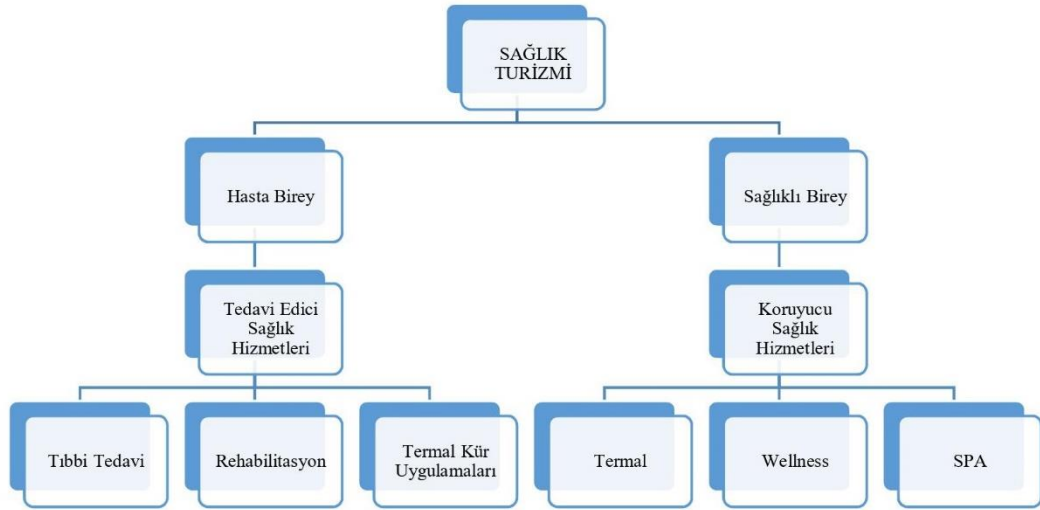 SAĞLIK
TURİZMİ
Hasta Birey
Sağlıklı Birey
Tedavi Edici
Sağlık
Hizmetleri
Koruyucu
Sağlık
Hizmetleri
Tıbbi Tedavi
Rehabilitasyon
Termal Kür
Uygulamaları
Termal
Wellness
SPA